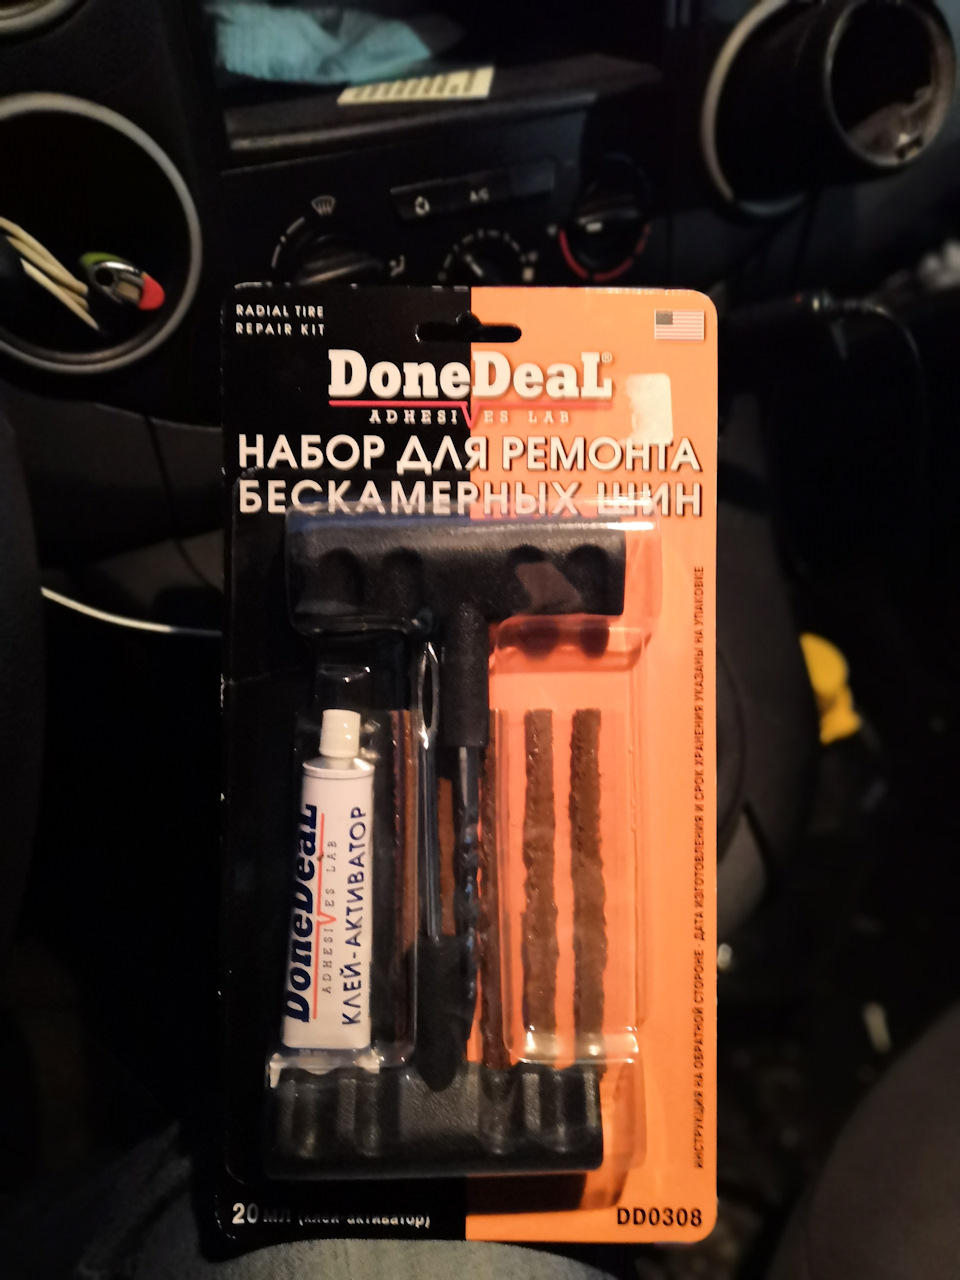 RADIAL TIRE
REPAIR KIT
DoneDeaL®
ADHESIVES LAB
НАБОР ДЛЯ РЕМОНТА
БЕСКАМЕРНЫХ ШИН
DoneDeaL
ADHESIVES LAB
КЛЕЙ-АКТИВАТОР
ИНСТРУКЦИЯ НА ОБРАТНОЙ СТОРОНЕ · ДАТА ИЗГОТОВЛЕНИЯ И СРОК ХРАНЕНИЯ УКАЗАНЫ НА УПАКОВКЕ
20 МЛ (КЛЕЙ-АКТИВАТОР)
DD0308